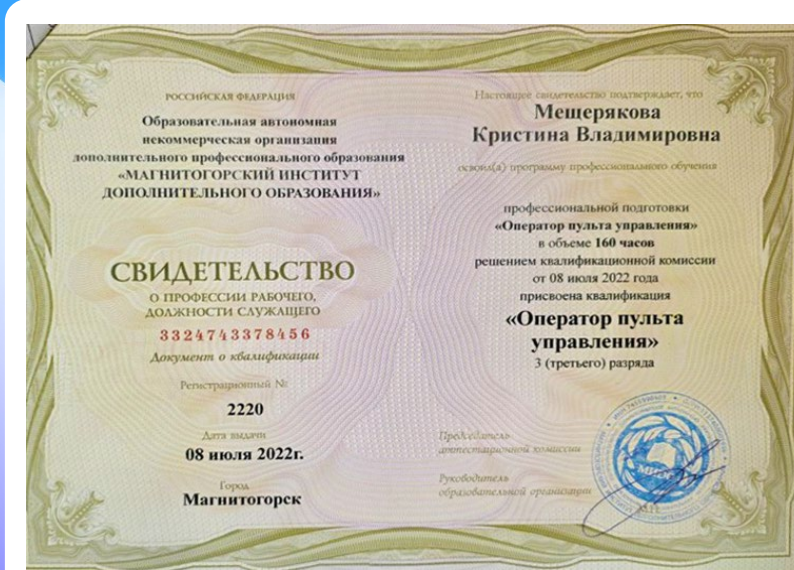 РОССИЙСКАЯ ФЕДЕРАЦИЯ
Образовательная автономная
некоммерческая организация
дополнительного профессионального образования
«МАГНИТОГОРСКИЙ ИНСТИТУТ
ДОПОЛНИТЕЛЬНОГО ОБРАЗОВАНИЯ»
СВИДЕТЕЛЬСТВО
О ПРОФЕССИИ РАБОЧЕГО,
ДОЛЖНОСТИ СЛУЖАЩЕГО
3324743378456
Документ о квалификации
Регистрационный №
2220
Дата выдачи
08 июля 2022г.
Город
Магнитогорск
Настоящее свидетельство подтверждает, что
Мещерякова
Кристина Владимировна
освоил(а) программу профессионального обучения
профессиональной подготовки
«Оператор пульта управления»
в объеме 160 часов
решением квалификационной комиссии
от 08 июля 2022 года
присвоена квалификация
«Оператор пульта
управления»
3 (третьего) разряда
Председатель
аттестационной комиссии
Руководитель
образовательной организации
М.П.